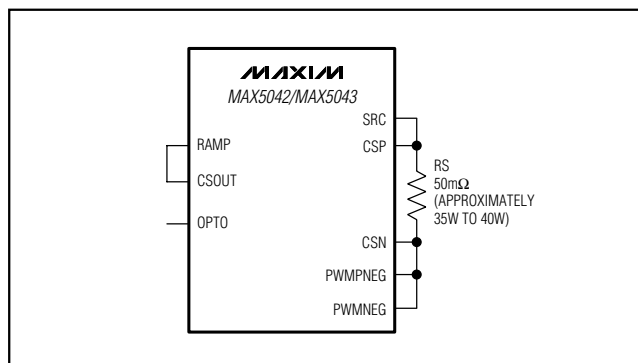 MAXIM
MAX5042/MAX5043
SRC
RAMP
CSP
RS
50mΩ
(APPROXIMATELY
35W TO 40W)
CSOUT
OPTO
CSN
PWMPNEG
PWMNEG